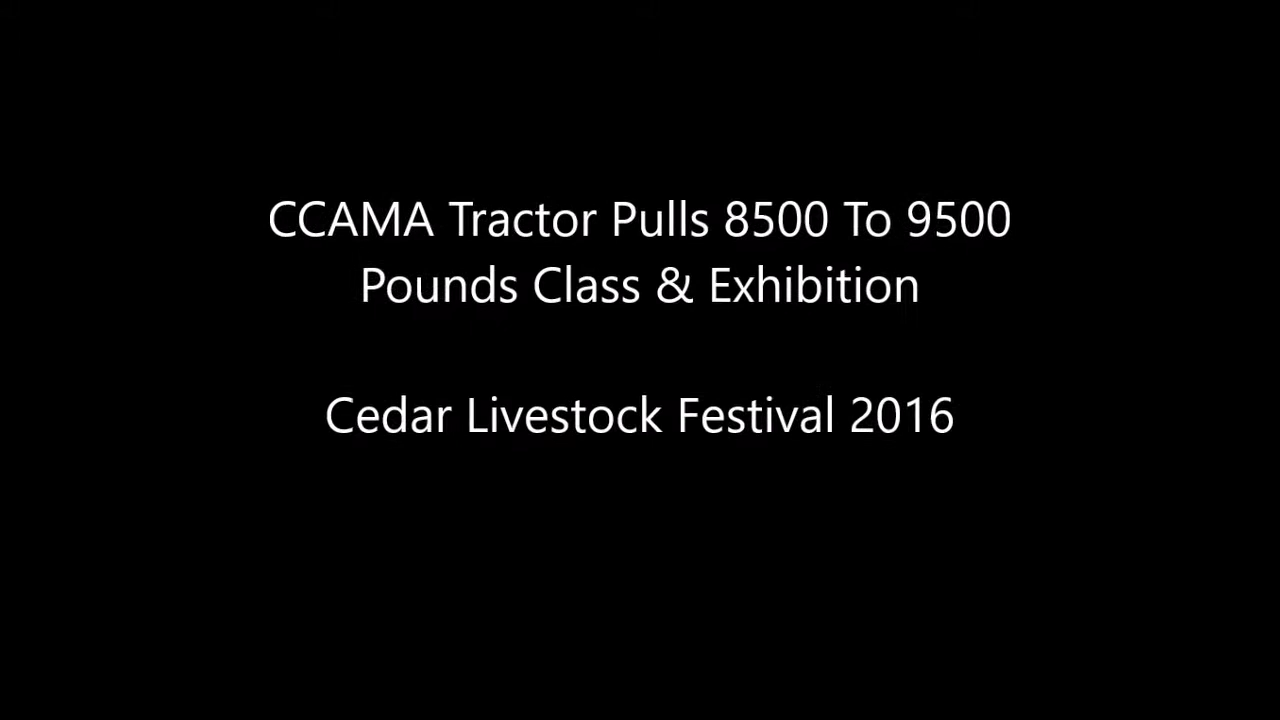 CCAMA Tractor Pulls 8500 To 9500
Pounds Class & Exhibition
Cedar Livestock Festival 2016